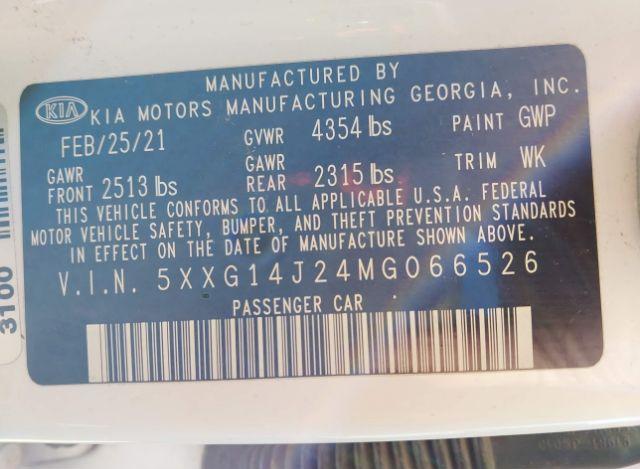 MANUFACTURED BY
KIA KIA MOTORS MANUFACTURING GEORGIA, INC.
FEB/25/21 GVWR 4354 lbs PAINT GWP
GAWR FRONT 2513 lbs GAWR REAR 2315 lbs TRIM WK
THIS VEHICLE CONFORMS TO ALL APPLICABLE U.S.A. FEDERAL
MOTOR VEHICLE SAFETY, BUMPER, AND THEFT PREVENTION STANDARDS
IN EFFECT ON THE DATE OF MANUFACTURE SHOWN ABOVE.
V.I.N. 5XXG14J24MG066526
PASSENGER CAR
3100